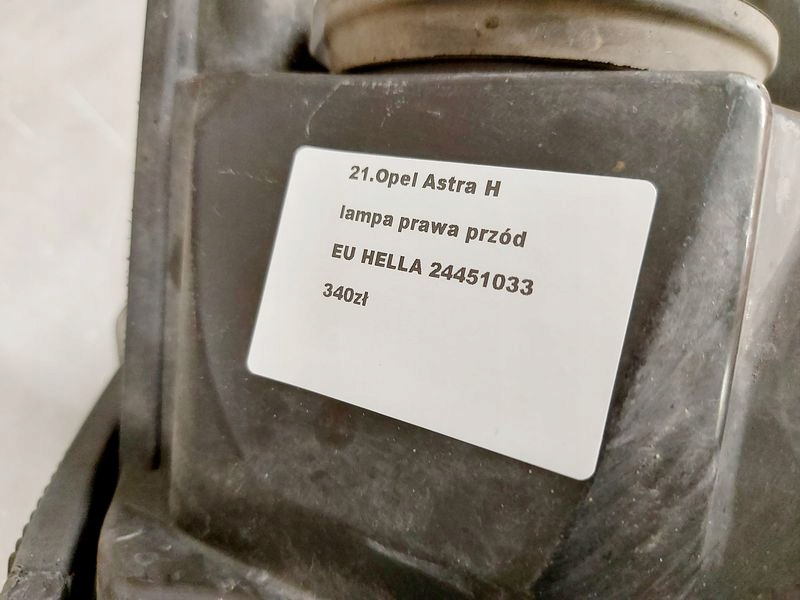 21.Opel Astra H
lampa prawa przód
EU HELLA 24451033
340zł